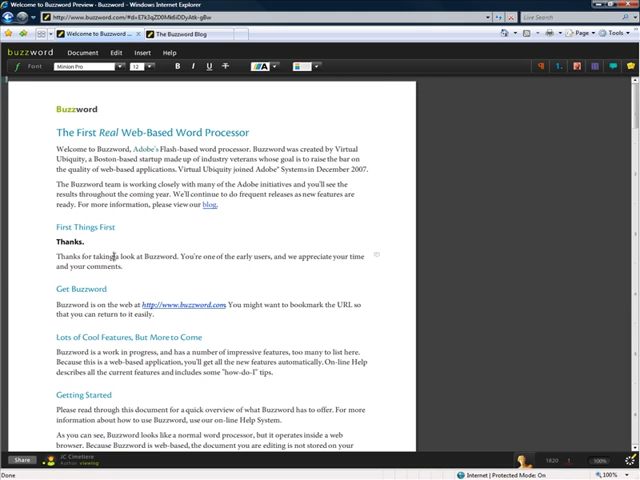 Welcome to Buzzword Preview - Buzzword - Windows Internet Explorer
Live Search
Welcome to Buzzword ...
The Buzzword Blog
Page
Tools
buzzword
Document
Edit
Insert
Help
f
Font
Minion Pro
12
B
I
U
T
A
1.
Buzzword
The First Real Web-Based Word Processor
Welcome to Buzzword, Adobe's Flash-based word processor. Buzzword was created by Virtual
Ubiquity, a Boston-based startup made up of industry veterans whose goal is to raise the bar on
the quality of web-based applications. Virtual Ubiquity joined Adobe® Systems in December 2007.
The Buzzword team is working closely with many of the Adobe initiatives and you'll see the
results throughout the coming year. We'll continue to do frequent releases as new features are
ready. For more information, please view our blog.
First Things First
Thanks.
Thanks for taking a look at Buzzword. You're one of the early users, and we appreciate your time
and your comments.
Get Buzzword
Buzzword is on the web at http://www.buzzword.com. You might want to bookmark the URL so
that you can return to it easily.
Lots of Cool Features, But More to Come
Buzzword is a work in progress, and has a number of impressive features, too many to list here.
Because this is a web-based application, you'll get all the new features automatically. On-line Help
describes all the current features and includes some "how-do-I" tips.
Getting Started
Please read through this document for a quick overview of what Buzzword has to offer. For more
information about how to use Buzzword, use our on-line Help System.
As you can see, Buzzword looks like a normal word processor, but it operates inside a web
browser. Because Buzzword is web-based, the document you are editing is not stored on your
Share
JC Cimetiere
Author viewing
1820
1
100%
Done
Internet | Protected Mode: On
100%